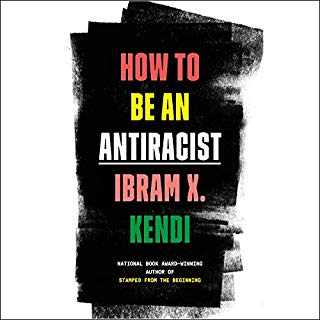 HOW TO
BE AN
ANTIRACIST
IBRAM X.
KENDI
NATIONAL BOOK AWARD–WINNING
AUTHOR OF
STAMPED FROM THE BEGINNING